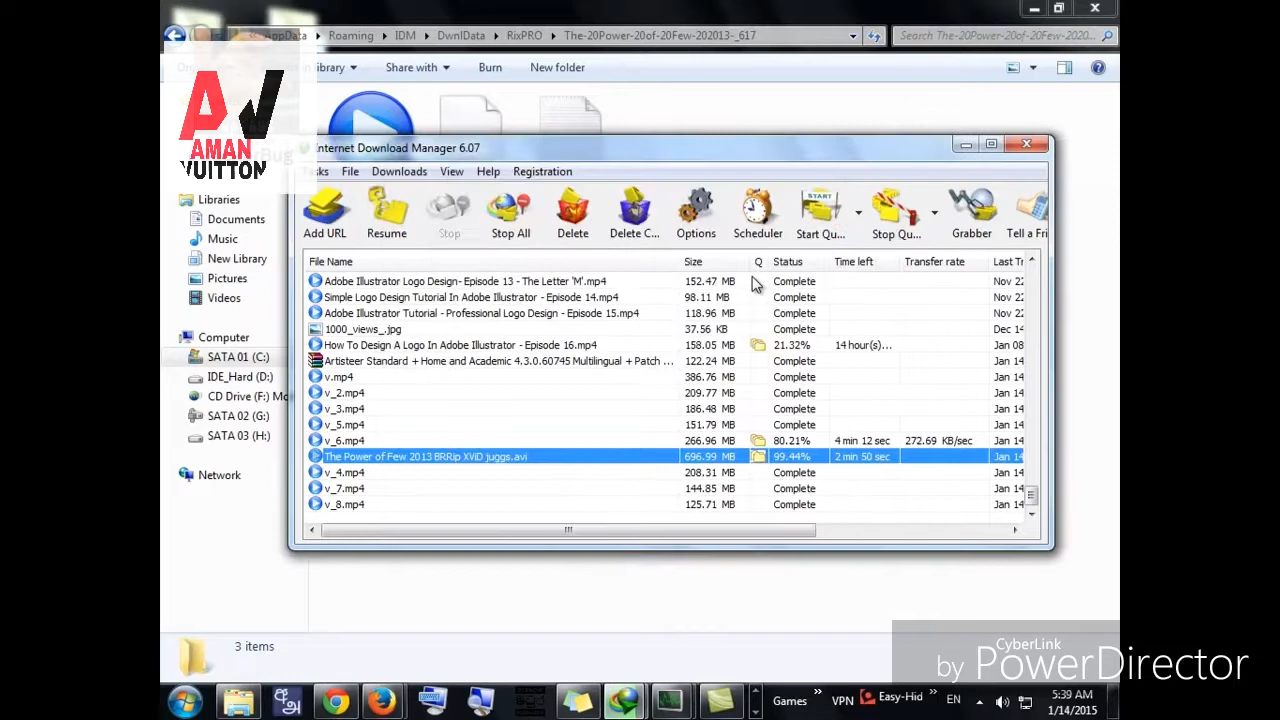 AppData Roaming IDM DwnlData RixPRO The-20Power-20of-20Few-202013-_617 Search The-20Power-20of-20Few-2020...
library Share with Burn New folder
AV
AMAN
VUITTON
Internet Download Manager 6.07
Tasks File Downloads View Help Registration
Add URL Resume Stop Stop All Delete Delete C... Options Scheduler Start Qu... Stop Qu... Grabber Tell a Fri
File Name Size Q Status Time left Transfer rate Last Tr
Adobe Illustrator Logo Design- Episode 13 - The Letter 'M'.mp4 152.47 MB Complete Nov 22
Simple Logo Design Tutorial In Adobe Illustrator - Episode 14.mp4 98.11 MB Complete Nov 22
Adobe Illustrator Tutorial - Professional Logo Design - Episode 15.mp4 118.96 MB Complete Nov 22
1000_views_.jpg 37.56 KB Complete Dec 14
How To Design A Logo In Adobe Illustrator - Episode 16.mp4 158.05 MB 21.32% 14 hour(s)... Jan 08
Artisteer Standard + Home and Academic 4.3.0.60745 Multilingual + Patch ... 122.24 MB Complete Jan 14
v.mp4 386.76 MB Complete Jan 14
v_2.mp4 209.77 MB Complete Jan 14
v_3.mp4 186.48 MB Complete Jan 14
v_5.mp4 151.79 MB Complete Jan 14
v_6.mp4 266.96 MB 80.21% 4 min 12 sec 272.69 KB/sec Jan 14
The Power of Few 2013 BRRip XViD juggs.avi 696.99 MB 99.44% 2 min 50 sec Jan 14
v_4.mp4 208.31 MB Complete Jan 14
v_7.mp4 144.85 MB Complete Jan 14
v_8.mp4 125.71 MB Complete Jan 14
Libraries
Documents
Music
New Library
Pictures
Videos
Computer
SATA 01 (C:)
IDE_Hard (D:)
CD Drive (F:) Mo
SATA 02 (G:)
SATA 03 (H:)
Network
3 items
CyberLink
by PowerDirector
Games VPN Easy-Hid EN 5:39 AM
1/14/2015